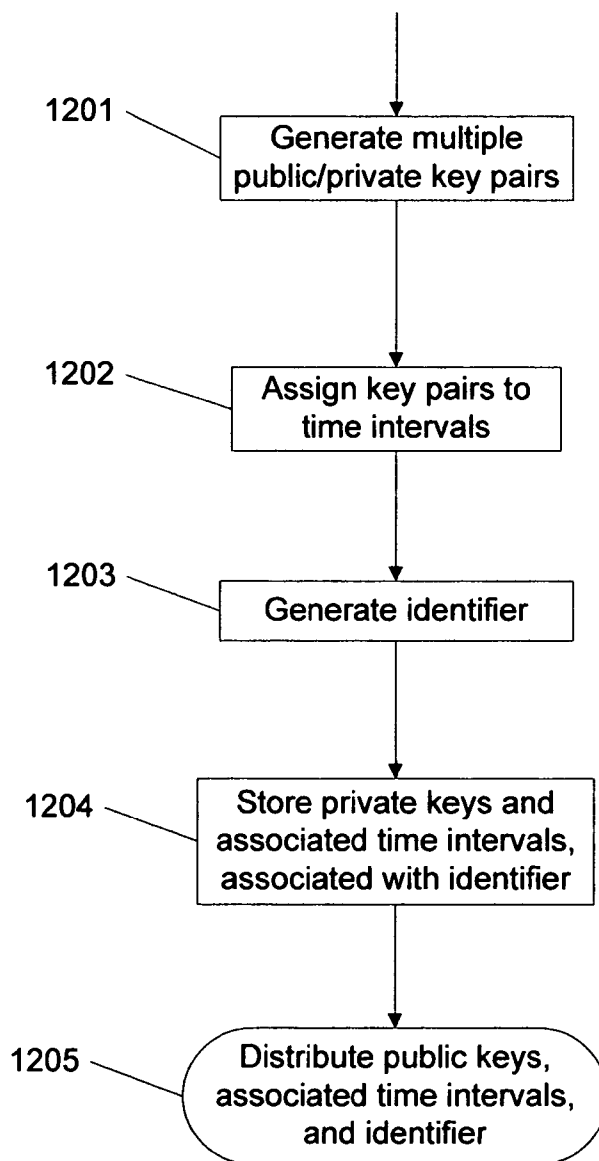 1201
Generate multiple
public/private key pairs
1202
Assign key pairs to
time intervals
1203
Generate identifier
1204
Store private keys and
associated time intervals,
associated with identifier
1205
Distribute public keys,
associated time intervals,
and identifier